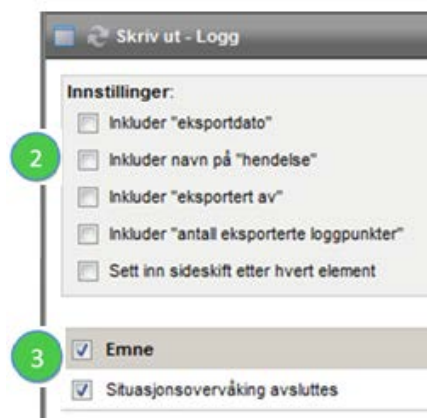 Skriv ut - Logg
Innstillinger:
Inkluder "eksportdato"
2
Inkluder navn på "hendelse"
Inkluder "eksportert av"
Inkluder "antall eksporterte loggpunkter"
Sett inn sideskift etter hvert element
3
Emne
Situasjonsovervåking avsluttes